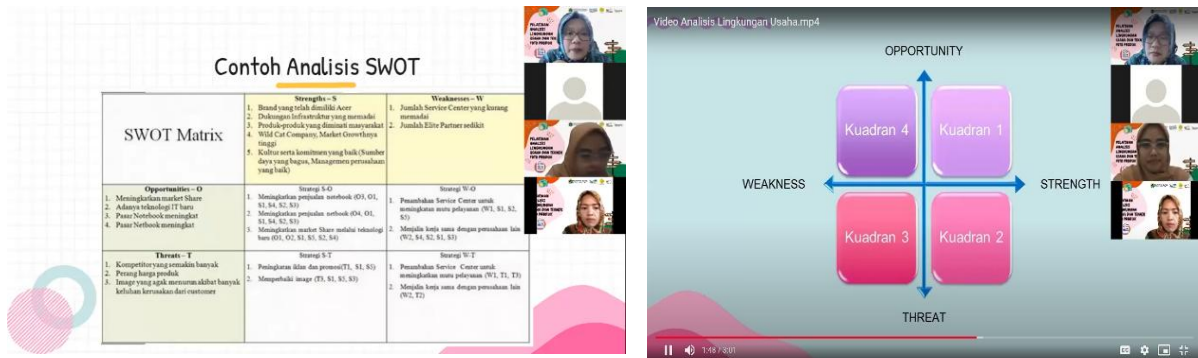 Contoh Analisis SWOT
SWOT Matrix
Strengths – S
1. Brand yang telah dimiliki Acer
2. Dukungan Infrastruktur yang memadai
3. Produk-produk yang diminati masyarakat
4. Wild Cat Company, Market Growthnya
tinggi
5. Kultur serta komitmen yang baik (Sumber
daya yang bagus, Managemen perusahaan
yang baik)
Weaknesses – W
1. Jumlah Service Center yang kurang
memadai
2. Jumlah Elite Partner sedikit
Opportunities – O
1. Meningkatkan market Share
2. Adanya teknologi IT baru
3. Pasar Notebook meningkat
4. Pasar Netbook meningkat
Strategi S-O
1. Meningkatkan penjualan notebook (O3, O1,
S1, S4, S2, S3)
2. Meningkatkan penjualan netbook (O4, O1,
S1, S4, S2, S3)
3. Meningkatkan market Share melalui teknologi
baru (O1, O2, S1, S5, S2, S4)
Strategi W-O
1. Penambahan Service Center untuk
meningkatkan mutu pelayanan (W1, S1, S2,
S5)
2. Menjalin kerja sama dengan perusahaan lain
(W2, S4, S2, S1, S3)
Threats – T
1. Kompetitor yang semakin banyak
2. Perang harga produk
3. Image yang agak menurun akibat banyak
keluhan kerusakan dari customer
Strategi S-T
1. Peningkatan iklan dan promosi(T1, S1, S5)
2. Memperbaiki image (T3, S1, S5, S3)
Strategi W-T
1. Penambahan Service Center untuk
meningkatkan mutu pelayanan (W1, T1, T3)
2. Menjalin kerja sama dengan perusahaan lain
(W2, T2)
Video Analisis Lingkungan Usaha.mp4
OPPORTUNITY
Kuadran 4
Kuadran 1
WEAKNESS
STRENGTH
Kuadran 3
Kuadran 2
THREAT
1:48 / 3:01